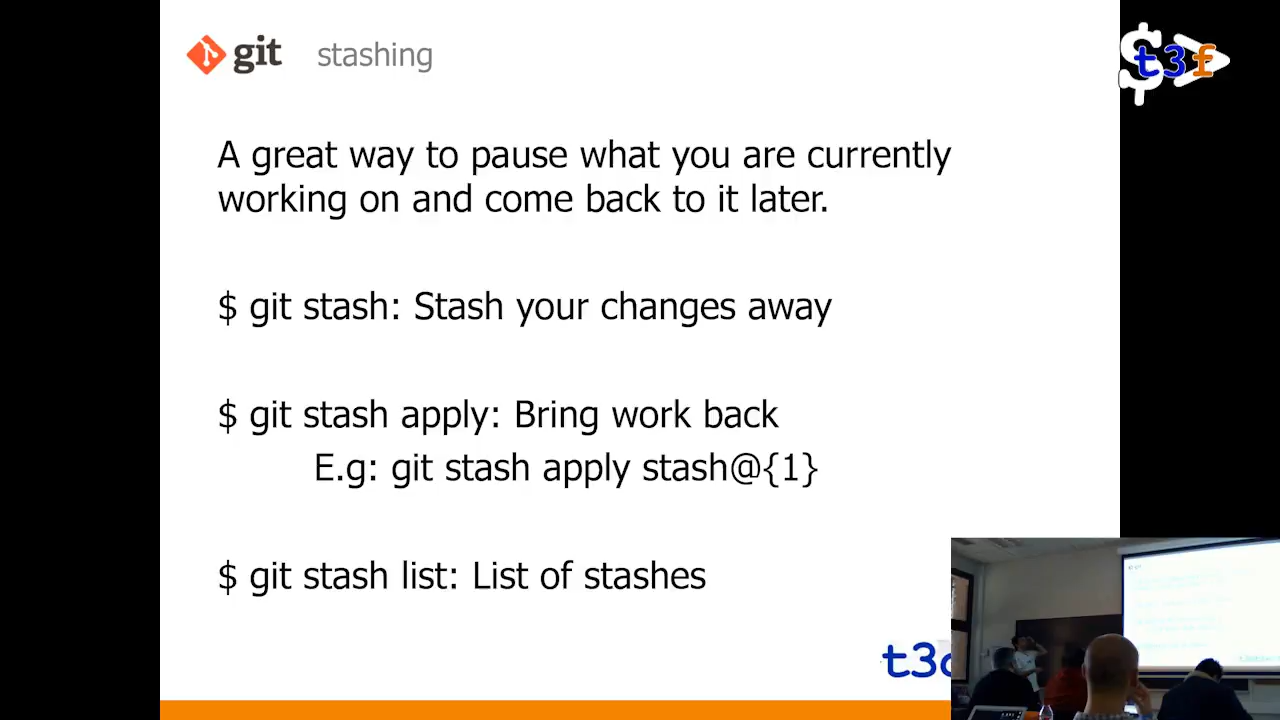 git stashing
$ t3f
A great way to pause what you are currently
working on and come back to it later.
$ git stash: Stash your changes away
$ git stash apply: Bring work back
E.g: git stash apply stash@{1}
$ git stash list: List of stashes